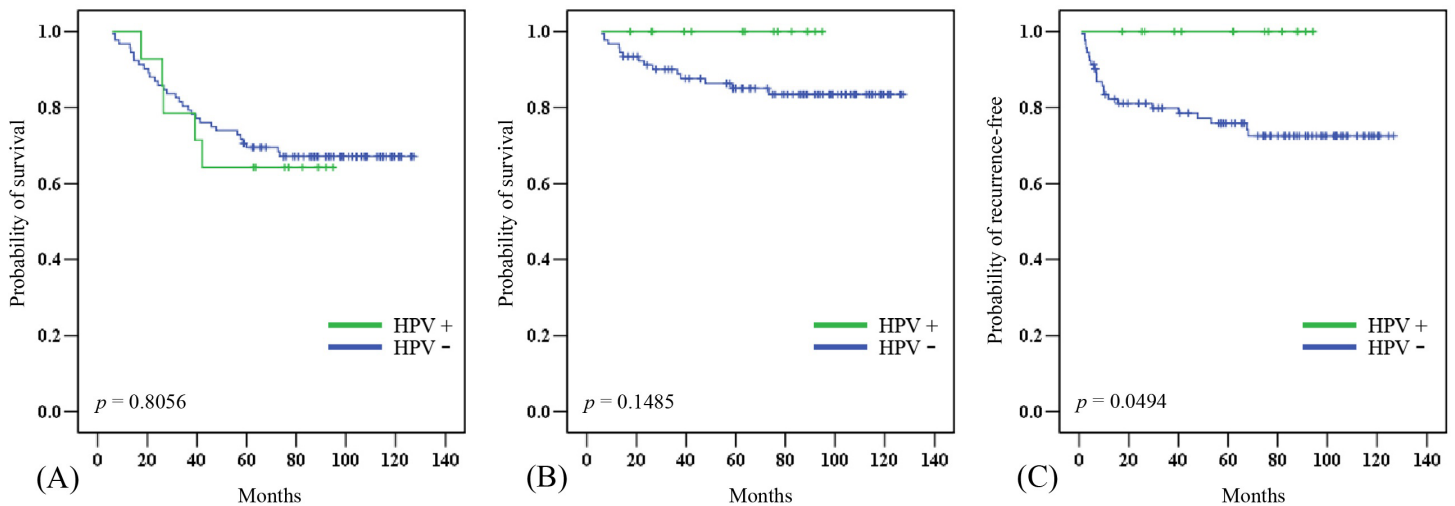 Probability of survival
1.0
0.8
0.6
0.4
0.2
0.0
HPV +
HPV -
p = 0.8056
0 20 40 60 80 100 120 140
(A)
Months
Probability of survival
1.0
0.8
0.6
0.4
0.2
0.0
HPV +
HPV -
p = 0.1485
0 20 40 60 80 100 120 140
(B)
Months
Probability of recurrence-free
1.0
0.8
0.6
0.4
0.2
0.0
HPV +
HPV -
p = 0.0494
0 20 40 60 80 100 120 140
(C)
Months